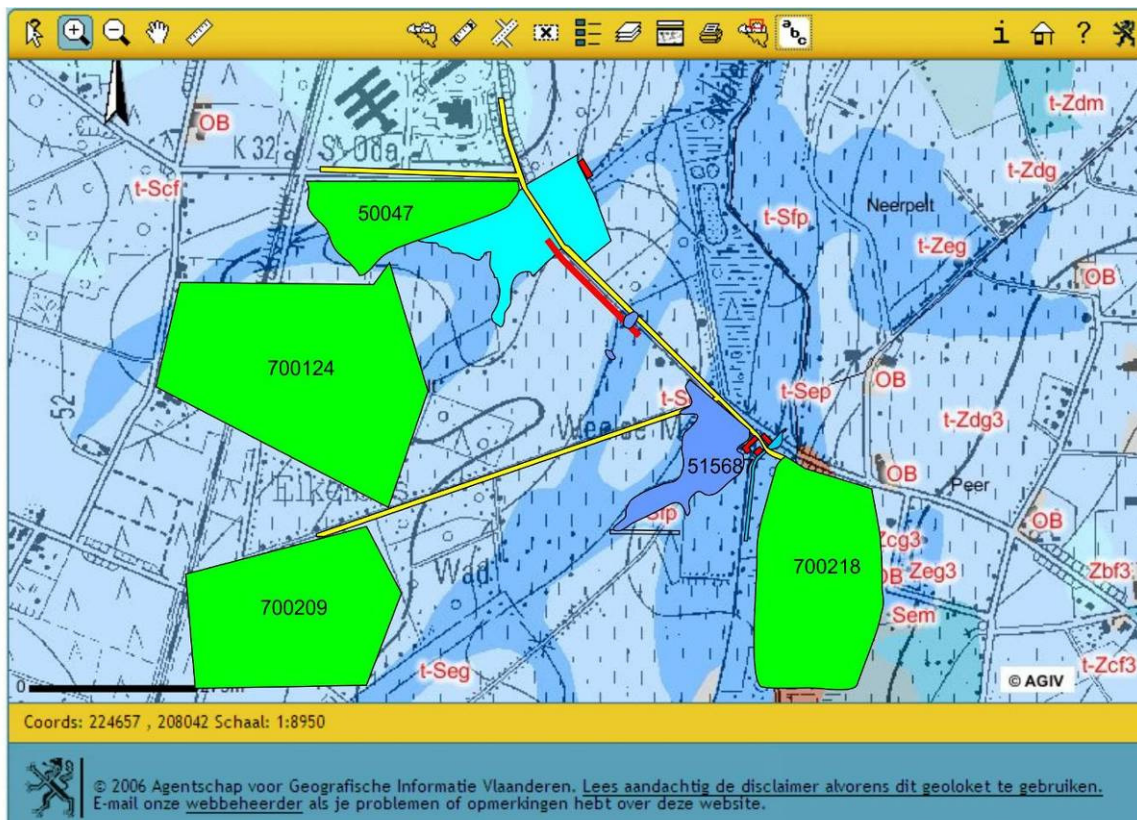 abc
i
?
t-Zdm
OB
K 32
t-Zdg
t-Scf
t-Sfp
Neerpelt
50047
t-Zeg
OB
700124
52
t-Sep
OB
t-S
t-Zdg3
515687
OB
Peer
OB
Zcg3
700218
Zeg3
Zbf3
OB
Wad
700209
Sem
t-Seg
t-Zcf3
0
© AGIV
Coords: 224657 , 208042 Schaal: 1:8950
© 2006 Agentschap voor Geografische Informatie Vlaanderen. Lees aandachtig de disclaimer alvorens dit geoloket te gebruiken.
E-mail onze webbeheerder als je problemen of opmerkingen hebt over deze website.